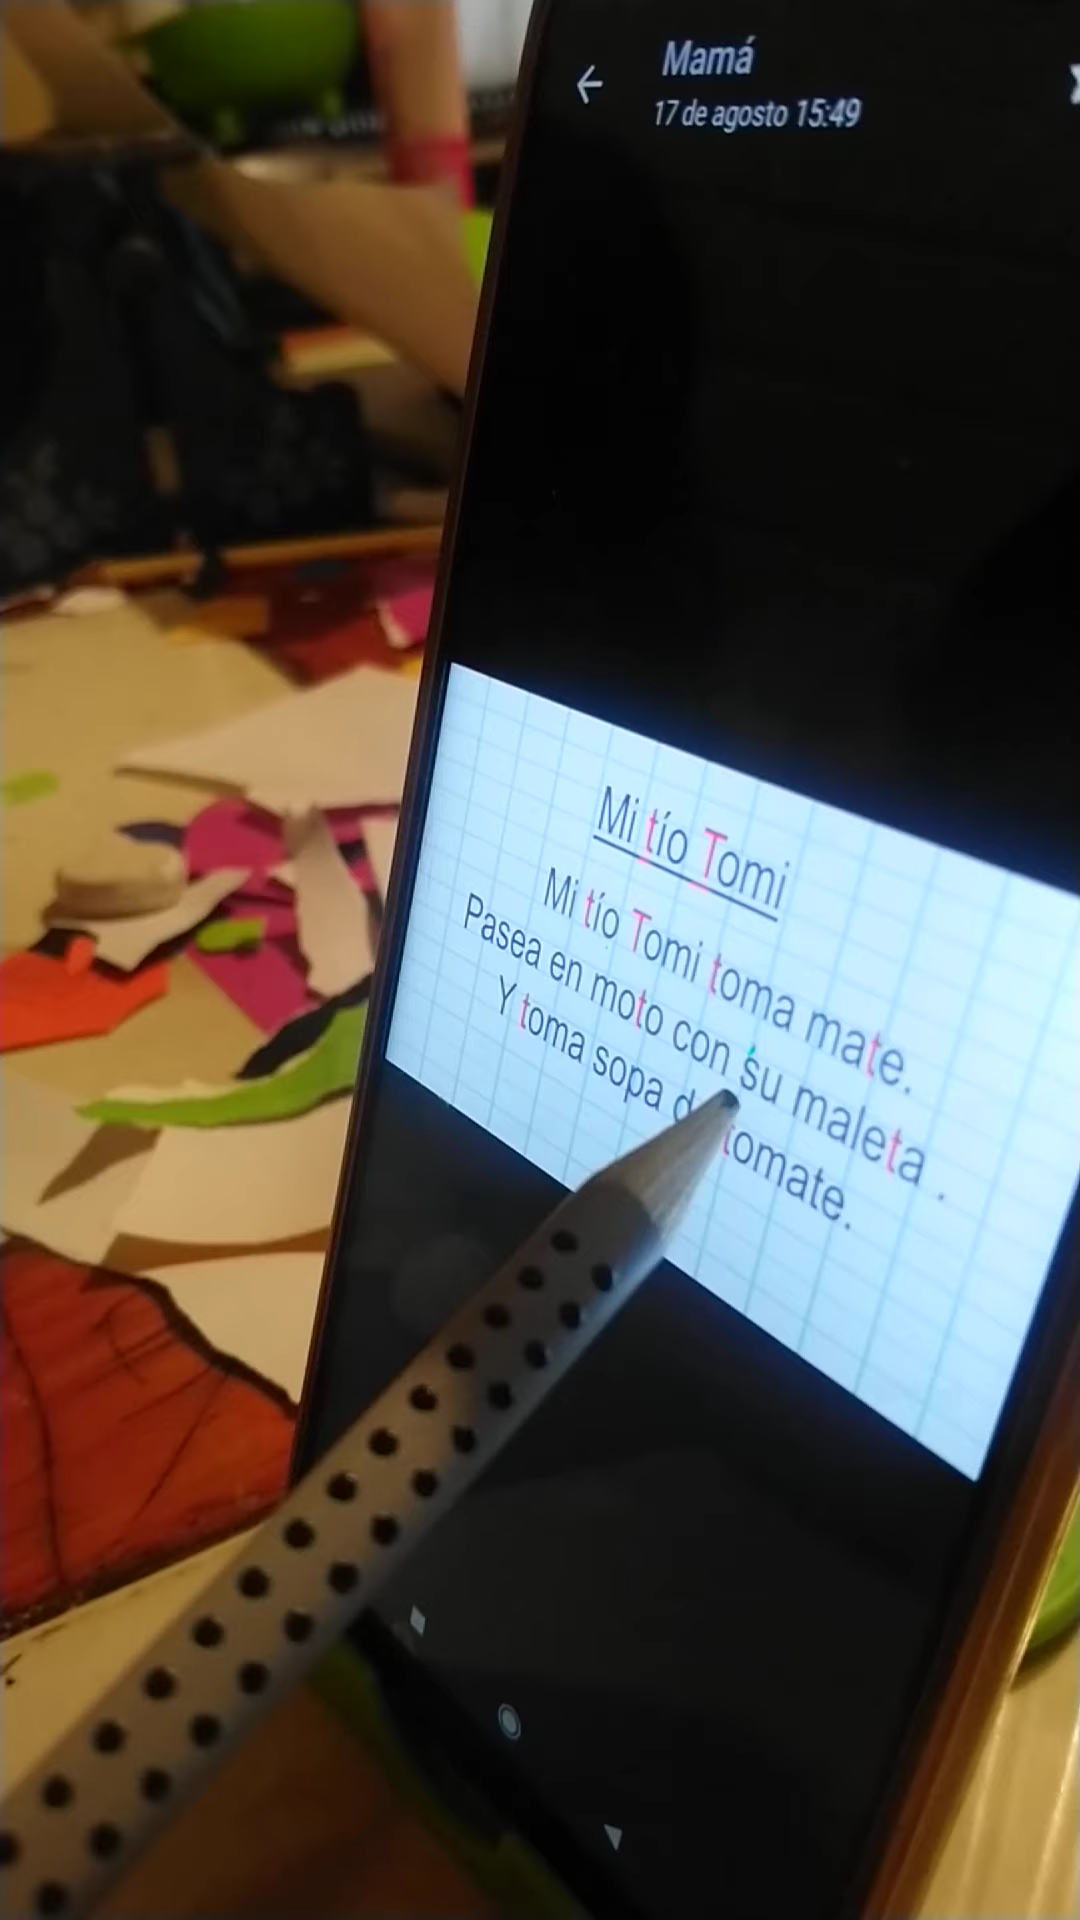 Mamá
17 de agosto 15:49
Mi tío Tomi
Mi tío Tomi toma mate.
Pasea en moto con su maleta .
Y toma sopa tomate.